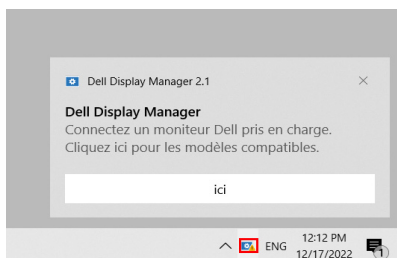 Dell Display Manager 2.1
Dell Display Manager
Connectez un moniteur Dell pris en charge.
Cliquez ici pour les modèles compatibles.
ici
ENG
12:12 PM
12/17/2022
1